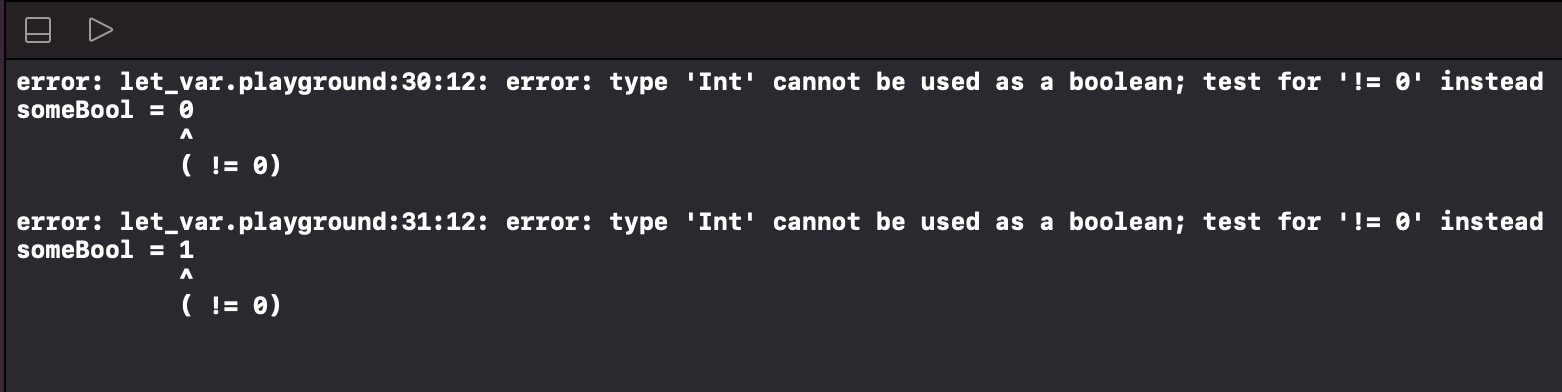 error: let_var.playground:30:12: error: type 'Int' cannot be used as a boolean; test for '!= 0' instead
someBool = 0
           ^
           ( != 0)
error: let_var.playground:31:12: error: type 'Int' cannot be used as a boolean; test for '!= 0' instead
someBool = 1
           ^
           ( != 0)